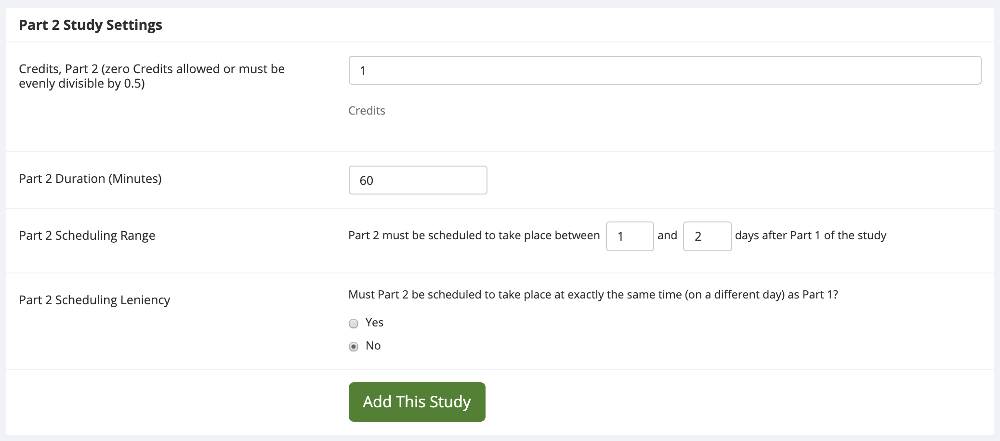 Part 2 Study Settings
Credits, Part 2 (zero Credits allowed or must be
evenly divisible by 0.5)
1
Credits
Part 2 Duration (Minutes)
60
Part 2 Scheduling Range
Part 2 must be scheduled to take place between 1 and 2 days after Part 1 of the study
Part 2 Scheduling Leniency
Must Part 2 be scheduled to take place at exactly the same time (on a different day) as Part 1?
Yes
No
Add This Study